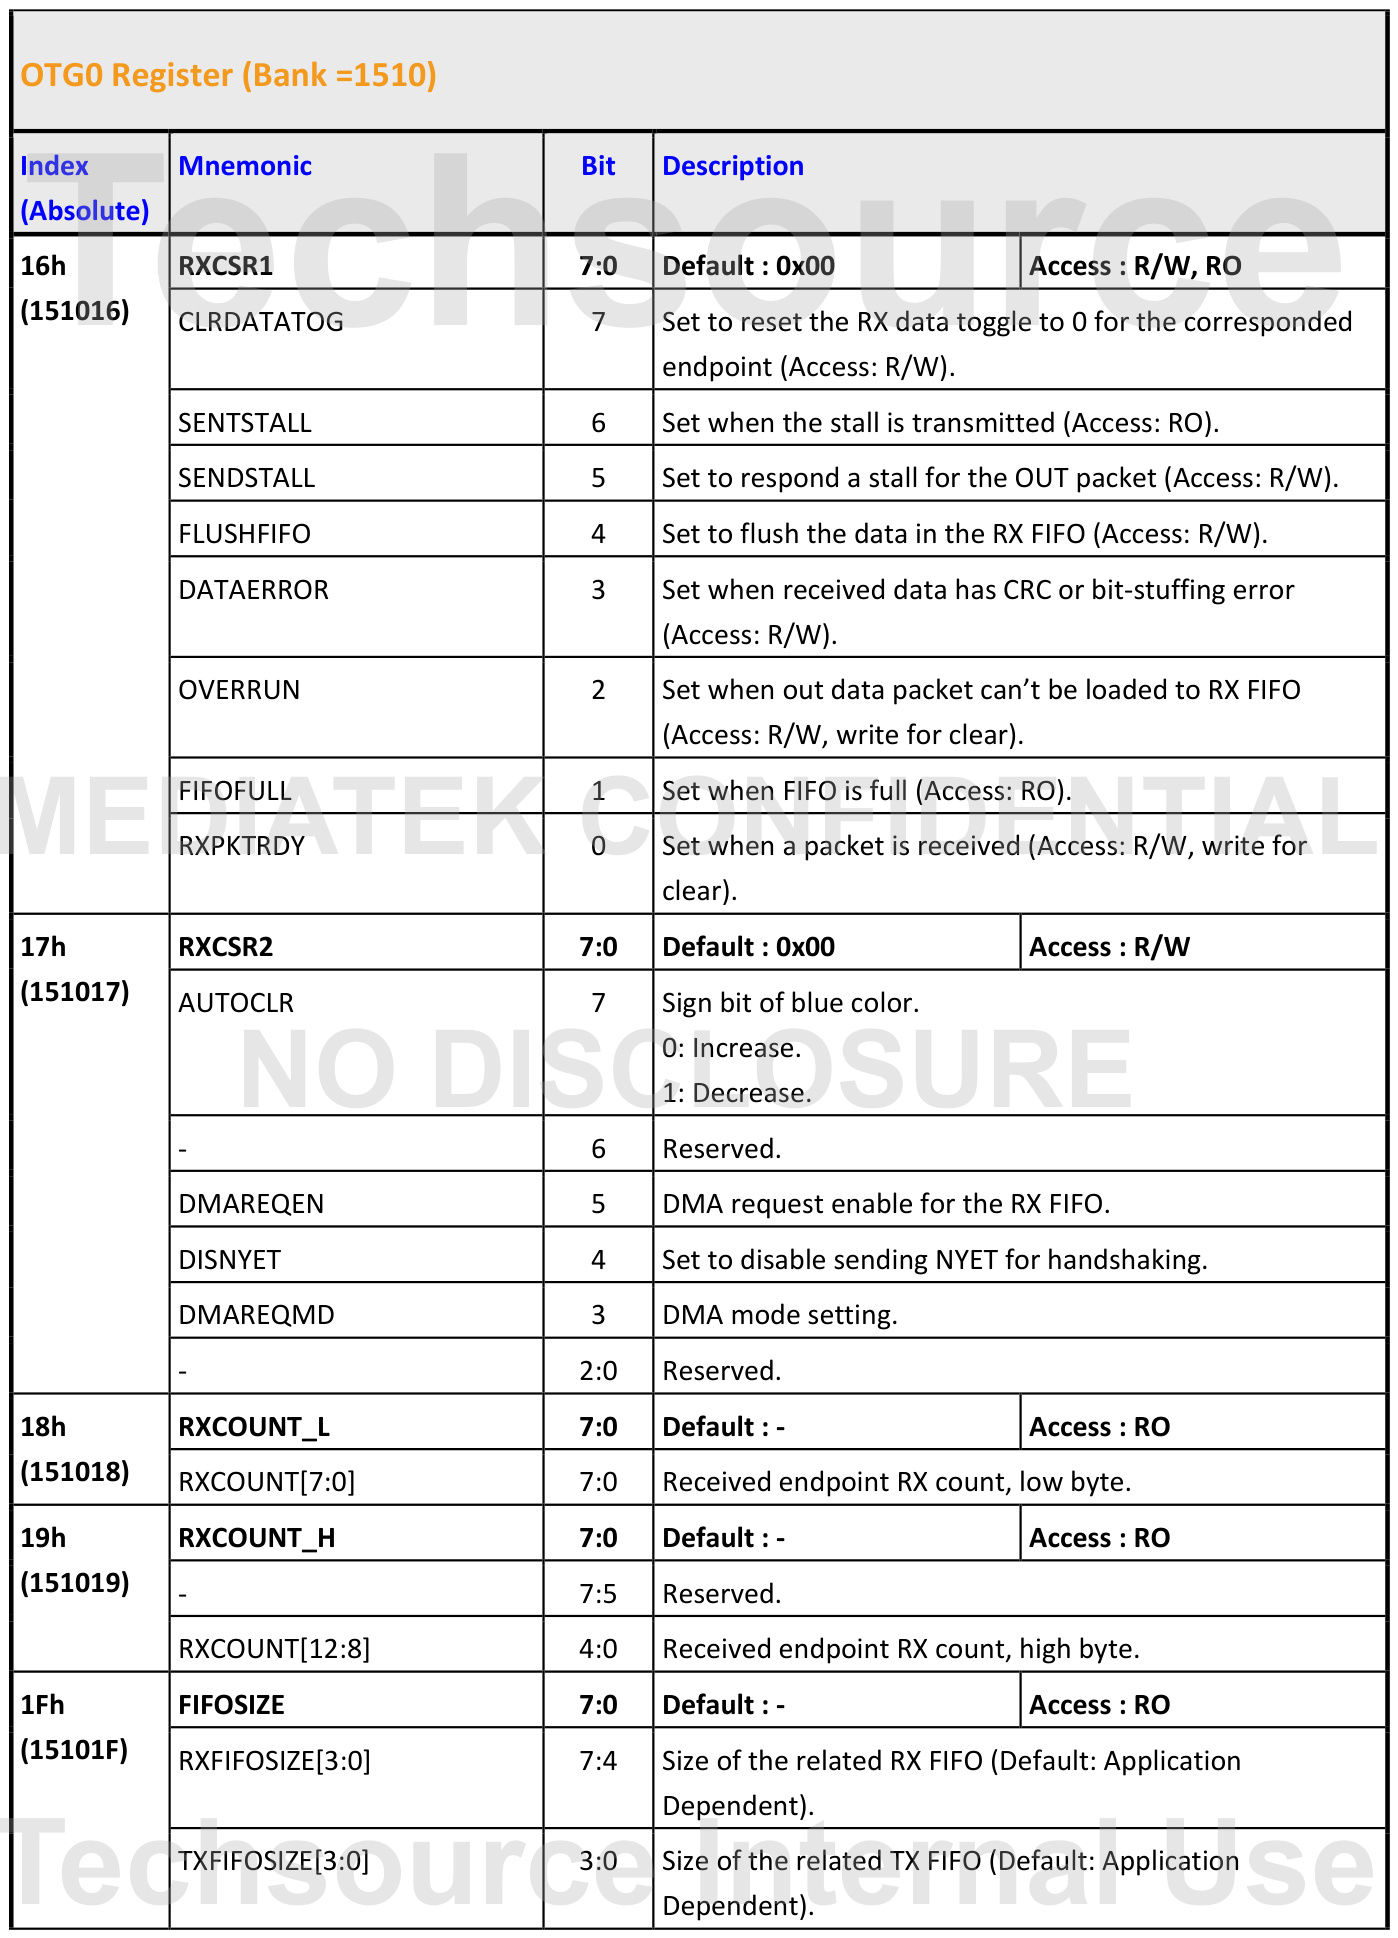 OTG0 Register (Bank =1510)
Index Mnemonic Bit Description
(Absolute)
16h RXCSR1 7:0 Default : 0x00 Access : R/W, RO
(151016) CLRDATATOG 7 Set to reset the RX data toggle to 0 for the corresponded
endpoint (Access: R/W).
SENTSTALL 6 Set when the stall is transmitted (Access: RO).
SENDSTALL 5 Set to respond a stall for the OUT packet (Access: R/W).
FLUSHFIFO 4 Set to flush the data in the RX FIFO (Access: R/W).
DATAERROR 3 Set when received data has CRC or bit-stuffing error
(Access: R/W).
OVERRUN 2 Set when out data packet can’t be loaded to RX FIFO
(Access: R/W, write for clear).
FIFOFULL 1 Set when FIFO is full (Access: RO).
RXPKTRDY 0 Set when a packet is received (Access: R/W, write for
clear).
17h RXCSR2 7:0 Default : 0x00 Access : R/W
(151017) AUTOCLR 7 Sign bit of blue color.
0: Increase.
1: Decrease.
- 6 Reserved.
DMAREQEN 5 DMA request enable for the RX FIFO.
DISNYET 4 Set to disable sending NYET for handshaking.
DMAREQMD 3 DMA mode setting.
- 2:0 Reserved.
18h RXCOUNT_L 7:0 Default : - Access : RO
(151018) RXCOUNT[7:0] 7:0 Received endpoint RX count, low byte.
19h RXCOUNT_H 7:0 Default : - Access : RO
(151019) - 7:5 Reserved.
RXCOUNT[12:8] 4:0 Received endpoint RX count, high byte.
1Fh FIFOSIZE 7:0 Default : - Access : RO
(15101F) RXFIFOSIZE[3:0] 7:4 Size of the related RX FIFO (Default: Application
Dependent).
TXFIFOSIZE[3:0] 3:0 Size of the related TX FIFO (Default: Application
Dependent).
Techsource
MEDIATEK CONFIDENTIAL
NO DISCLOSURE
Techsource Internal Use